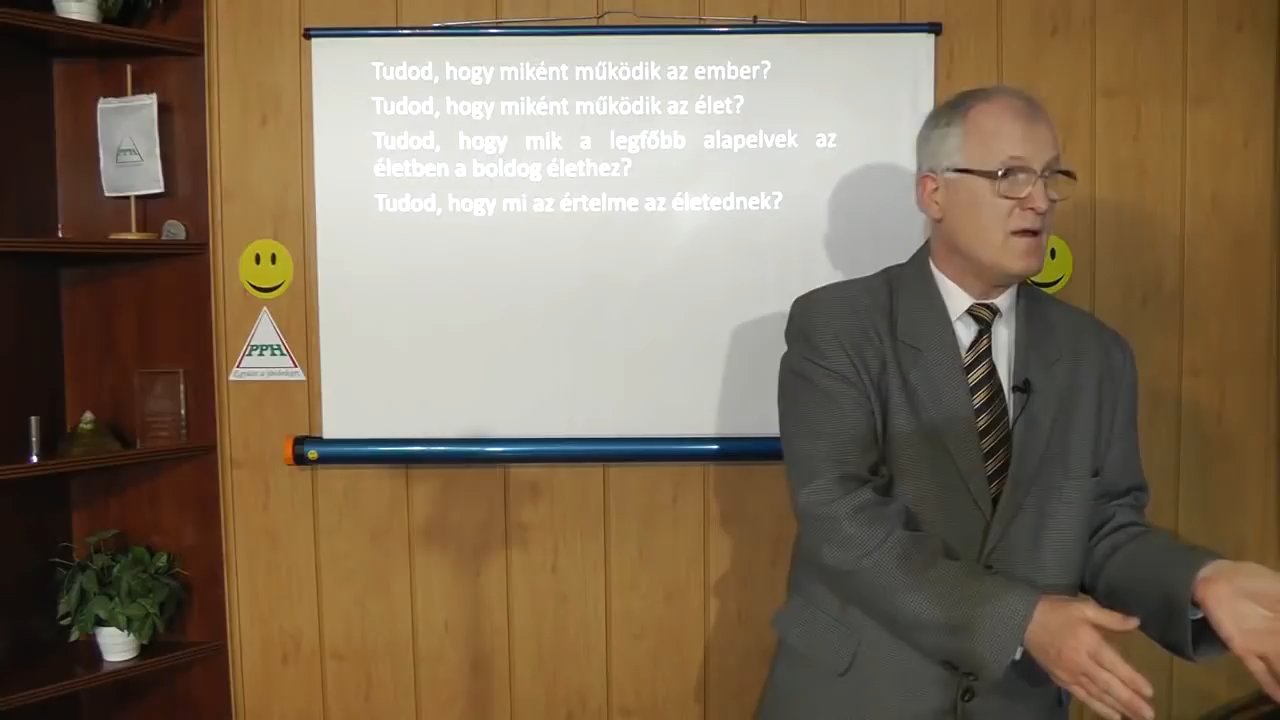 Tudod, hogy miként működik az ember?
Tudod, hogy miként működik az élet?
Tudod, hogy mik a legfőbb alapelvek az
életben a boldog élethez?
Tudod, hogy mi az értelme az életednek?
PPH